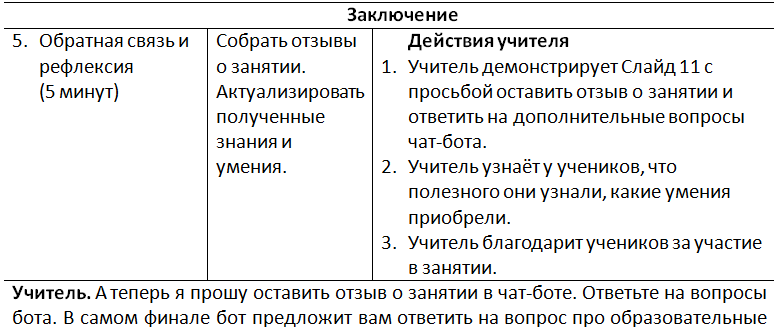 Заключение
5. Обратная связь и рефлексия (5 минут)
Собрать отзывы о занятии. Актуализировать полученные знания и умения.
Действия учителя
1. Учитель демонстрирует Слайд 11 с
просьбой оставить отзыв о занятии и
ответить на дополнительные вопросы
чат-бота.
2. Учитель узнаёт у учеников, что
полезного они узнали, какие умения
приобрели.
3. Учитель благодарит учеников за участие
в занятии.
Учитель. А теперь я прошу оставить отзыв о занятии в чат-боте. Ответьте на вопросы
бота. В самом финале бот предложит вам ответить на вопрос про образовательные